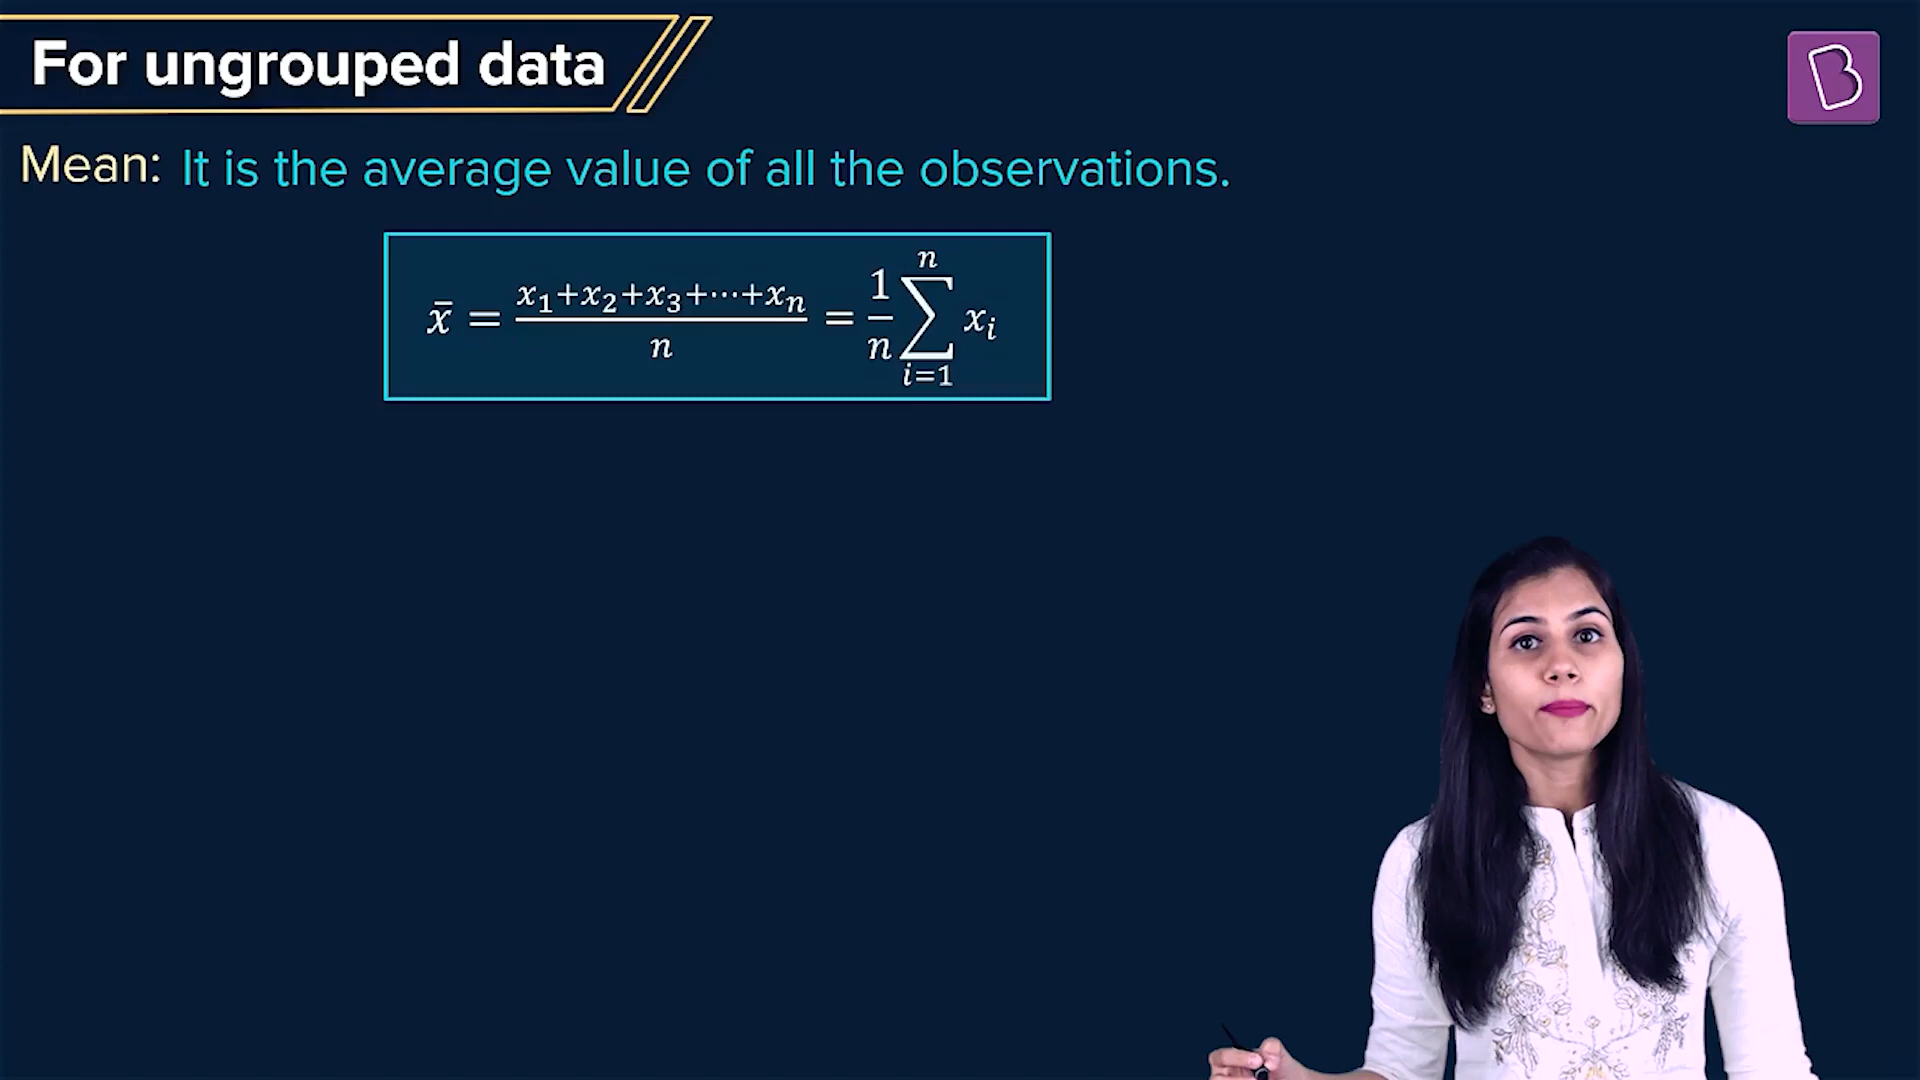 For ungrouped data
B
Mean: It is the average value of all the observations.
x̄ = (x₁+x₂+x₃+⋯+xₙ)/n = 1/n ∑ᵢ₌₁ⁿ xᵢ